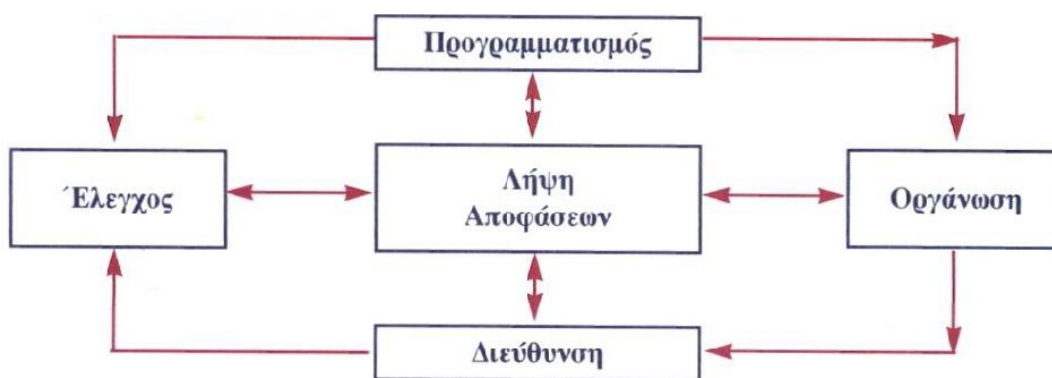 Προγραμματισμός
Έλεγχος
Λήψη
Αποφάσεων
Οργάνωση
Διεύθυνση